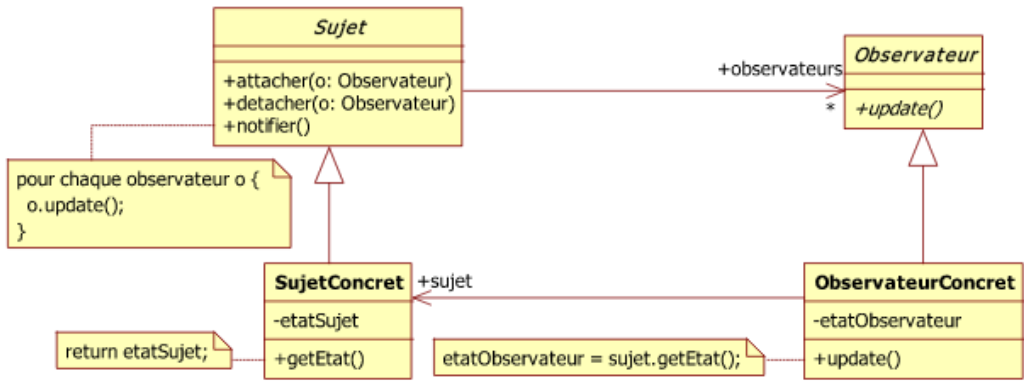 Sujet
+attacher(o: Observateur)
+detacher(o: Observateur)
+notifier()
+observateurs
*
Observateur
+update()
pour chaque observateur o {
o.update();
}
SujetConcret
-etatSujet
+getEtat()
+sujet
return etatSujet;
etatObservateur = sujet.getEtat();
ObservateurConcret
-etatObservateur
+update()